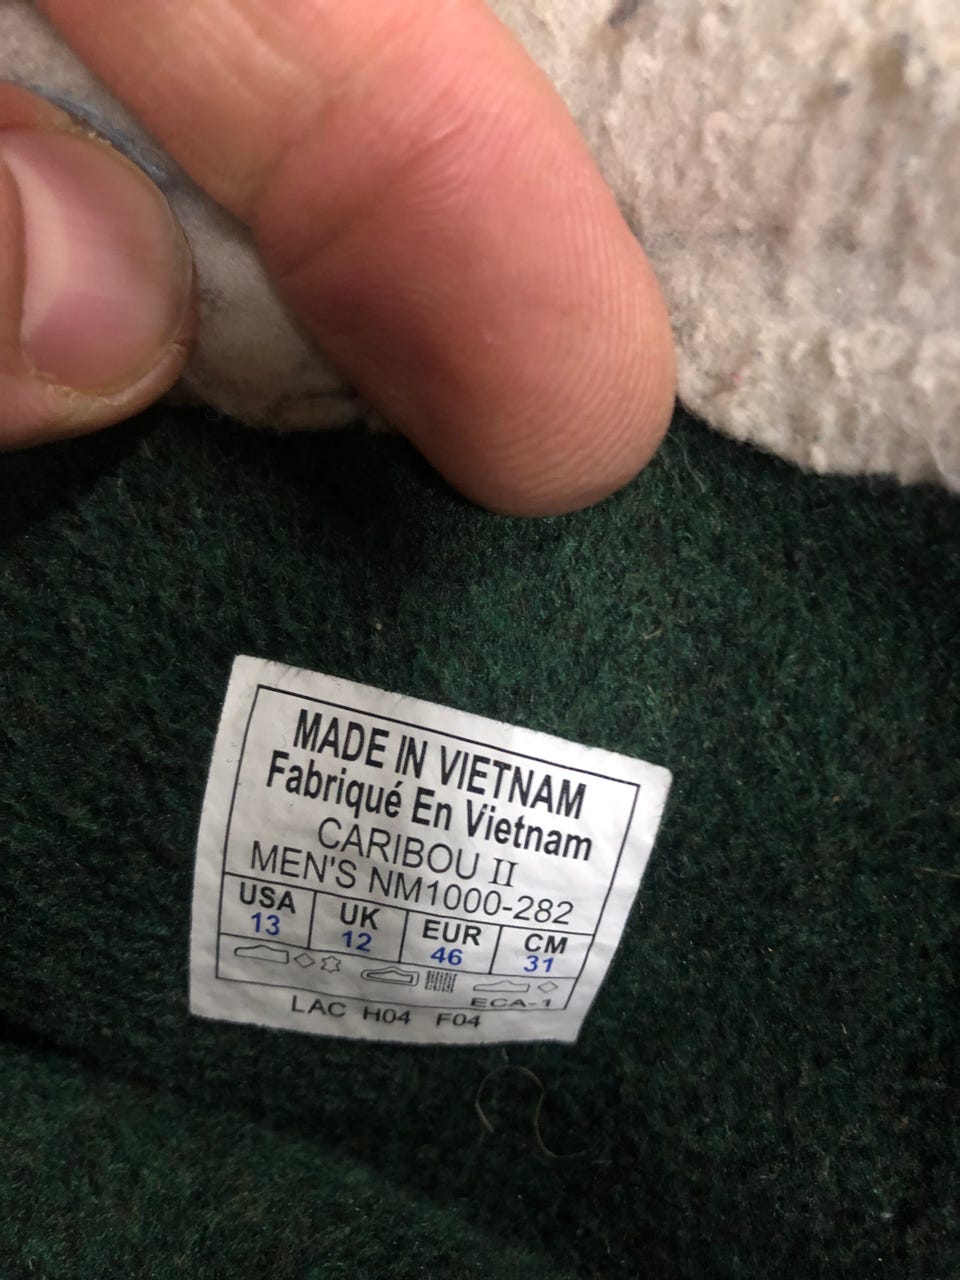 MADE IN VIETNAM
Fabriqué En Vietnam
CARIBOU II
MEN'S NM1000-282
USA UK EUR CM
13 12 46 31
ECA-1
LAC H04 F04